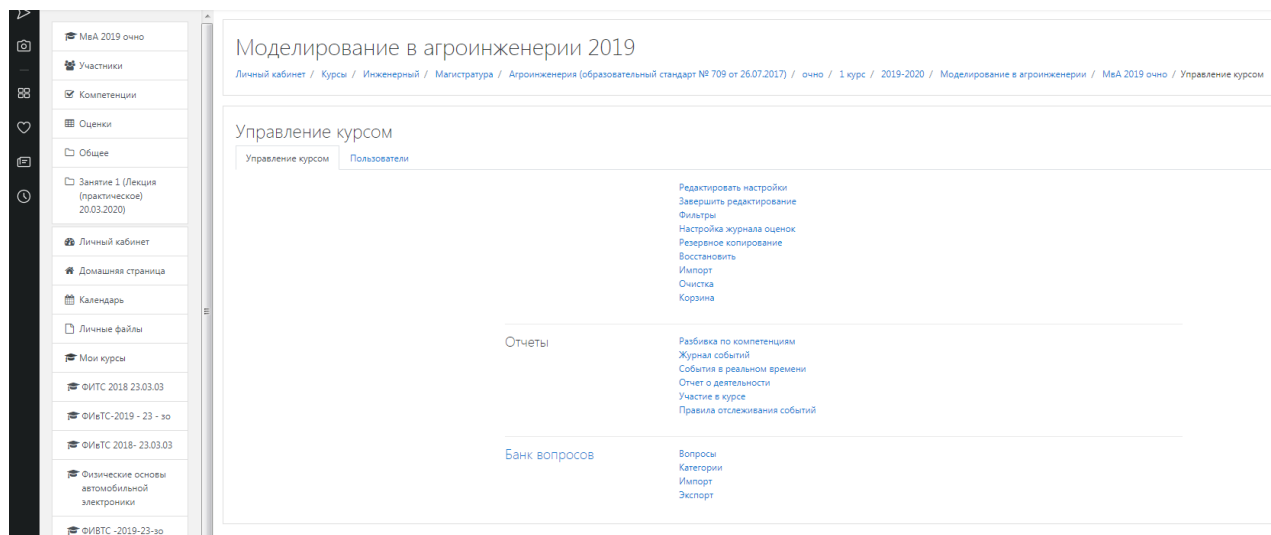 МвА 2019 очно
Участники
Компетенции
Оценки
Общее
Занятие 1 (Лекция
(практическое)
20.03.2020)
Личный кабинет
Домашняя страница
Календарь
Личные файлы
Мои курсы
ФИТС 2018 23.03.03
ФИвТС-2019 - 23 - зо
ФИвТС 2018- 23.03.03
Физические основы
автомобильной
электроники
ФИВТС -2019-23-зо
Моделирование в агроинженерии 2019
Личный кабинет / Курсы / Инженерный / Магистратура / Агроинженерия (образовательный стандарт № 709 от 26.07.2017) / очно / 1 курс / 2019-2020 / Моделирование в агроинженерии / МвА 2019 очно / Управление курсом
Управление курсом
Управление курсом Пользователи
Редактировать настройки
Завершить редактирование
Фильтры
Настройка журнала оценок
Резервное копирование
Восстановить
Импорт
Очистка
Корзина
Отчеты
Разбивка по компетенциям
Журнал событий
События в реальном времени
Отчет о деятельности
Участие в курсе
Правила отслеживания событий
Банк вопросов
Вопросы
Категории
Импорт
Экспорт